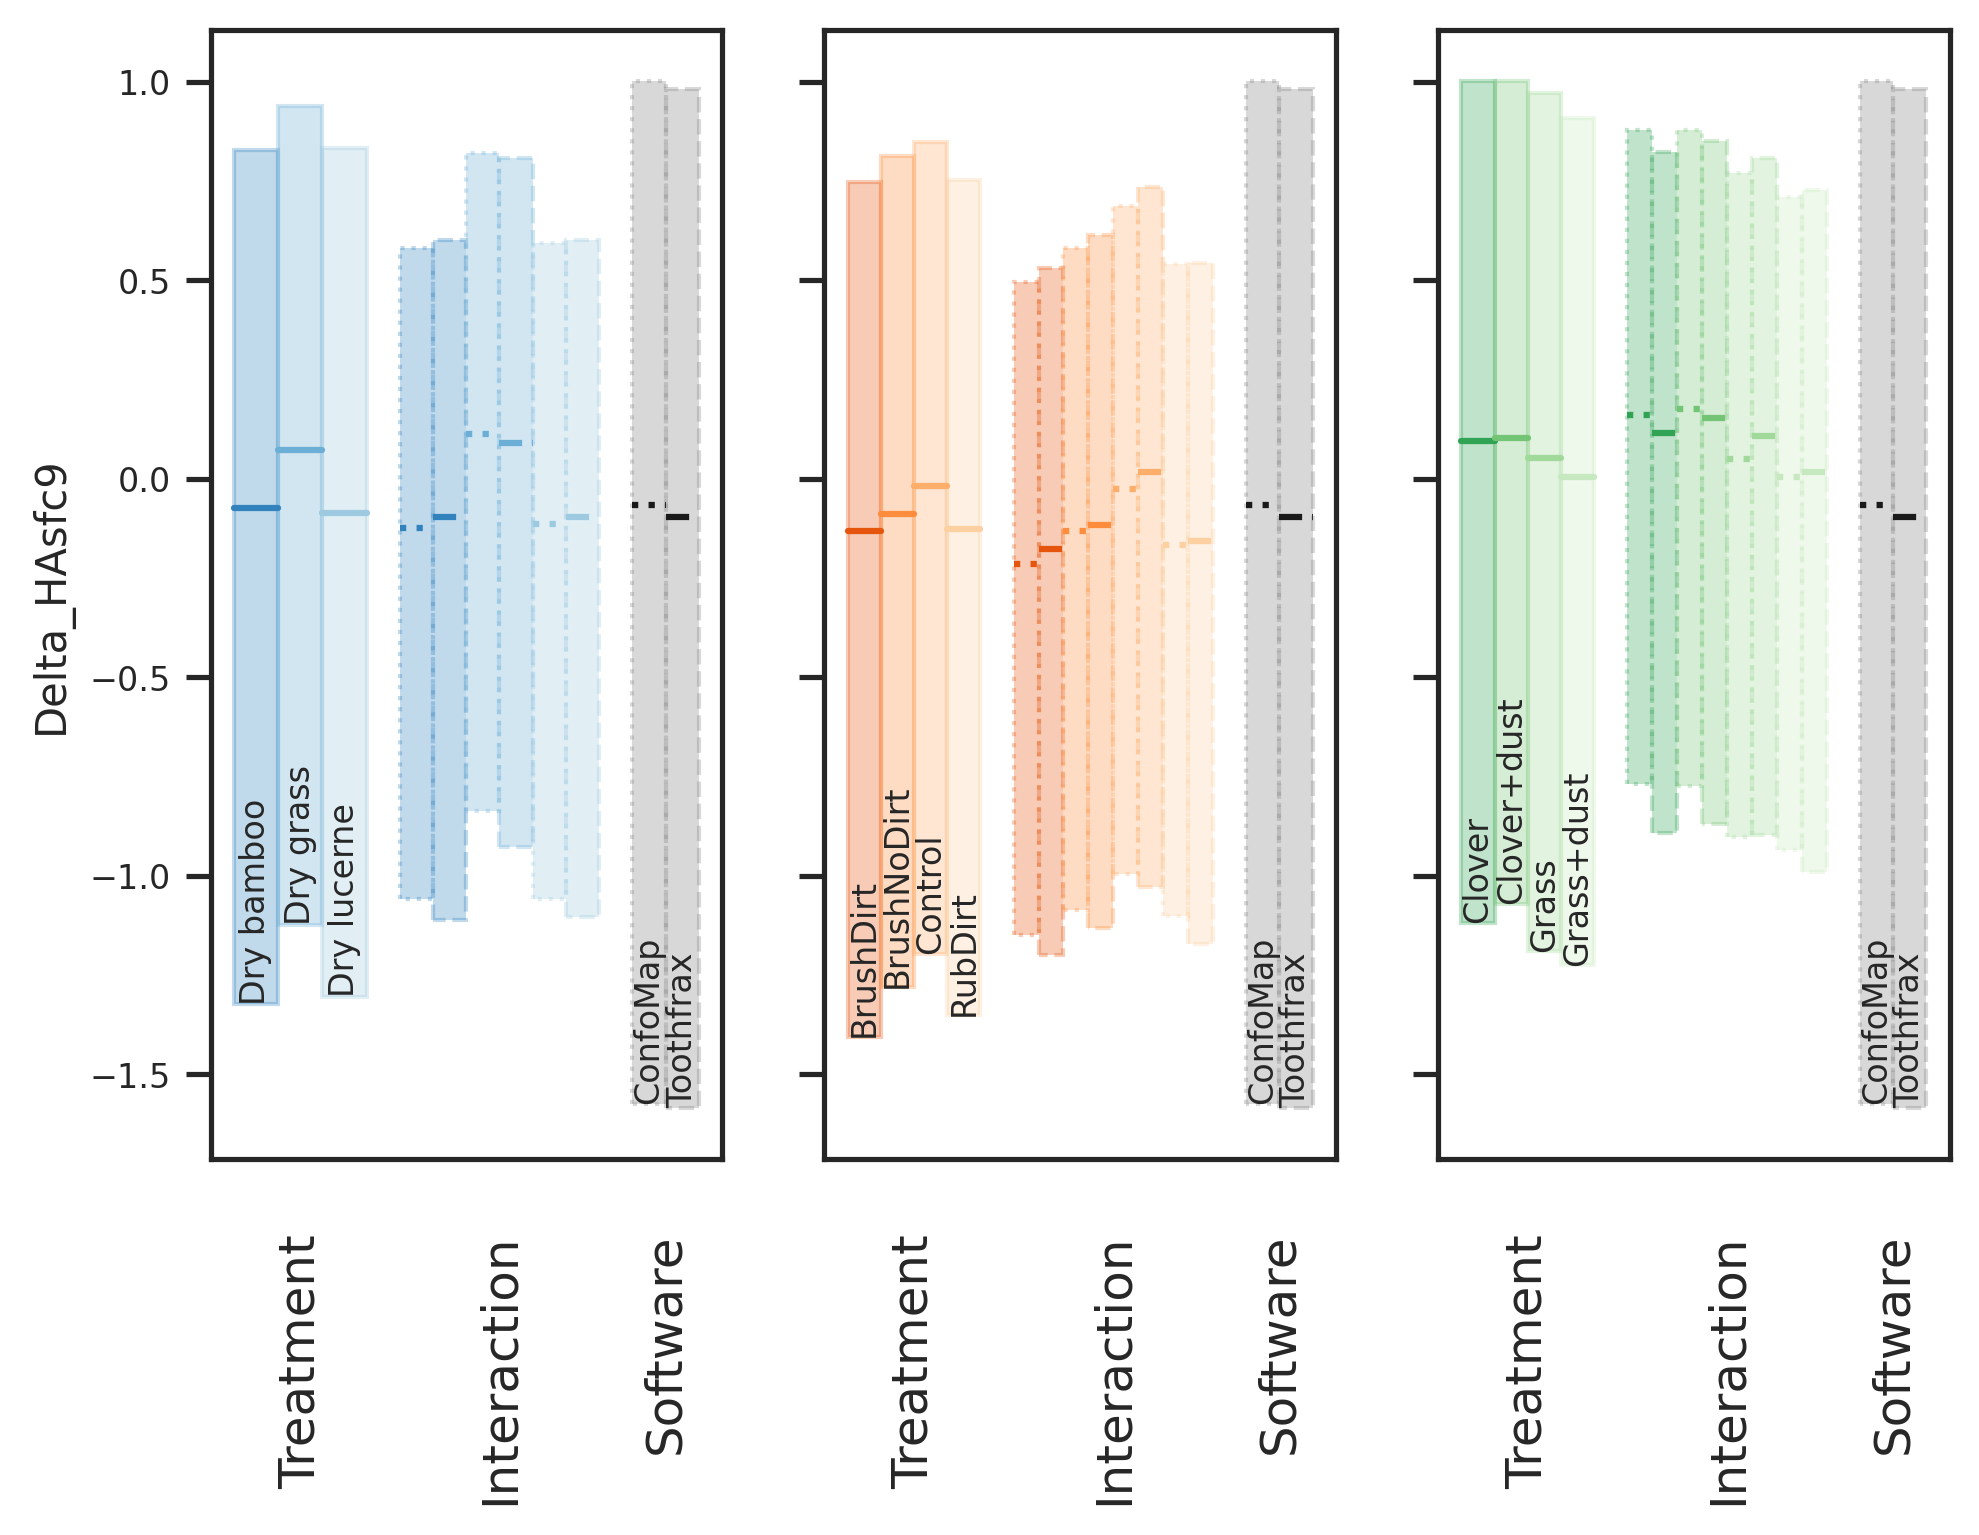 Delta_HAsfc9
1.0
0.5
0.0
−0.5
−1.0
−1.5
Dry bamboo
Dry grass
Dry lucerne
ConfoMap
Toothfrax
BrushDirt
BrushNoDirt
Control
RubDirt
ConfoMap
Toothfrax
Clover
Clover+dust
Grass
Grass+dust
ConfoMap
Toothfrax
Treatment
Interaction
Software
Treatment
Interaction
Software
Treatment
Interaction
Software